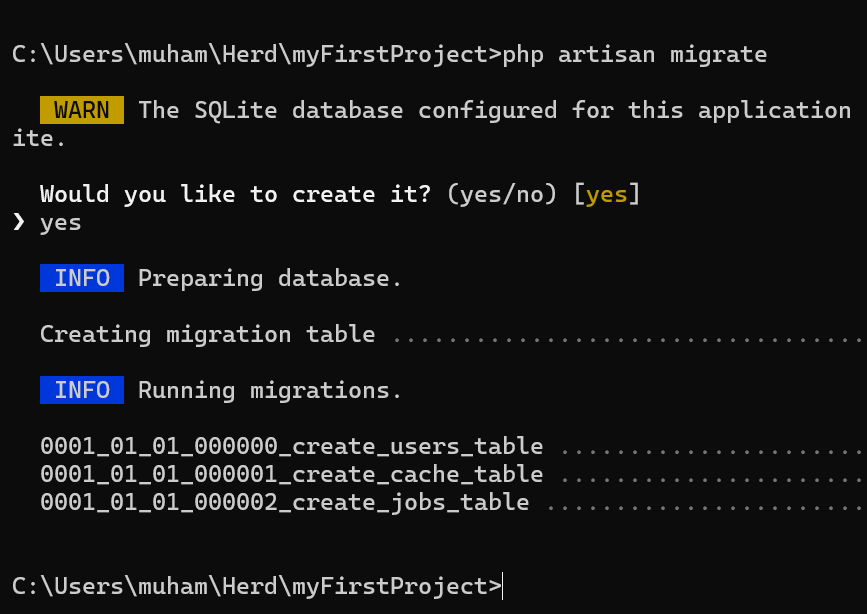 C:\Users\muham\Herd\myFirstProject>php artisan migrate
WARN The SQLite database configured for this application
ite.
Would you like to create it? (yes/no) [yes]
❯ yes
INFO Preparing database.
Creating migration table .................................
INFO Running migrations.
0001_01_01_000000_create_users_table ......................
0001_01_01_000001_create_cache_table ......................
0001_01_01_000002_create_jobs_table .......................
C:\Users\muham\Herd\myFirstProject>